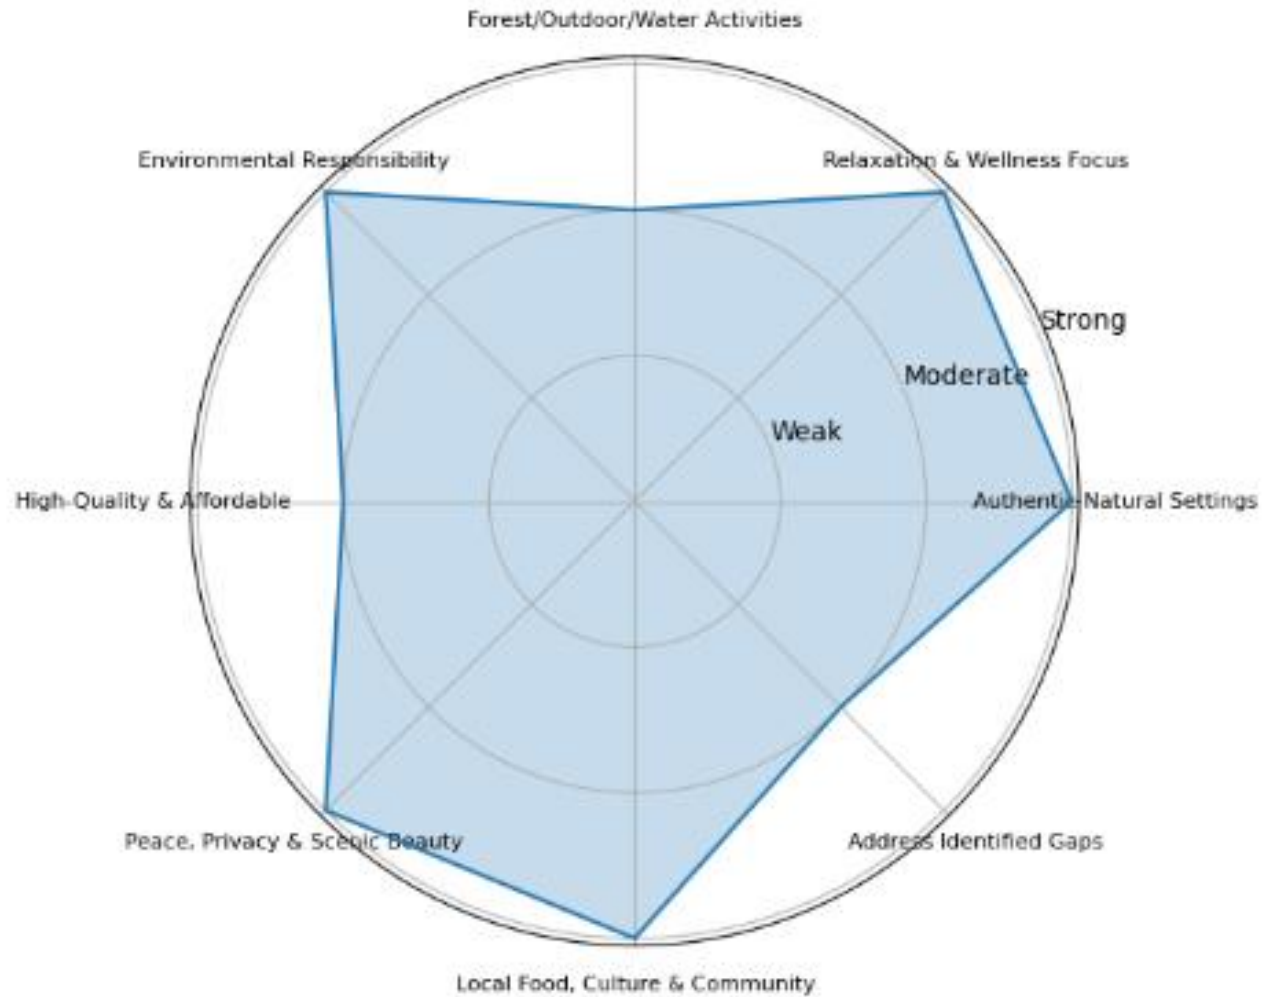 Forest/Outdoor/Water Activities
Environmental Responsibility
Relaxation & Wellness Focus
Strong
Moderate
Weak
High-Quality & Affordable
Authentic Natural Settings
Peace, Privacy & Scenic Beauty
Address Identified Gaps
Local Food, Culture & Community